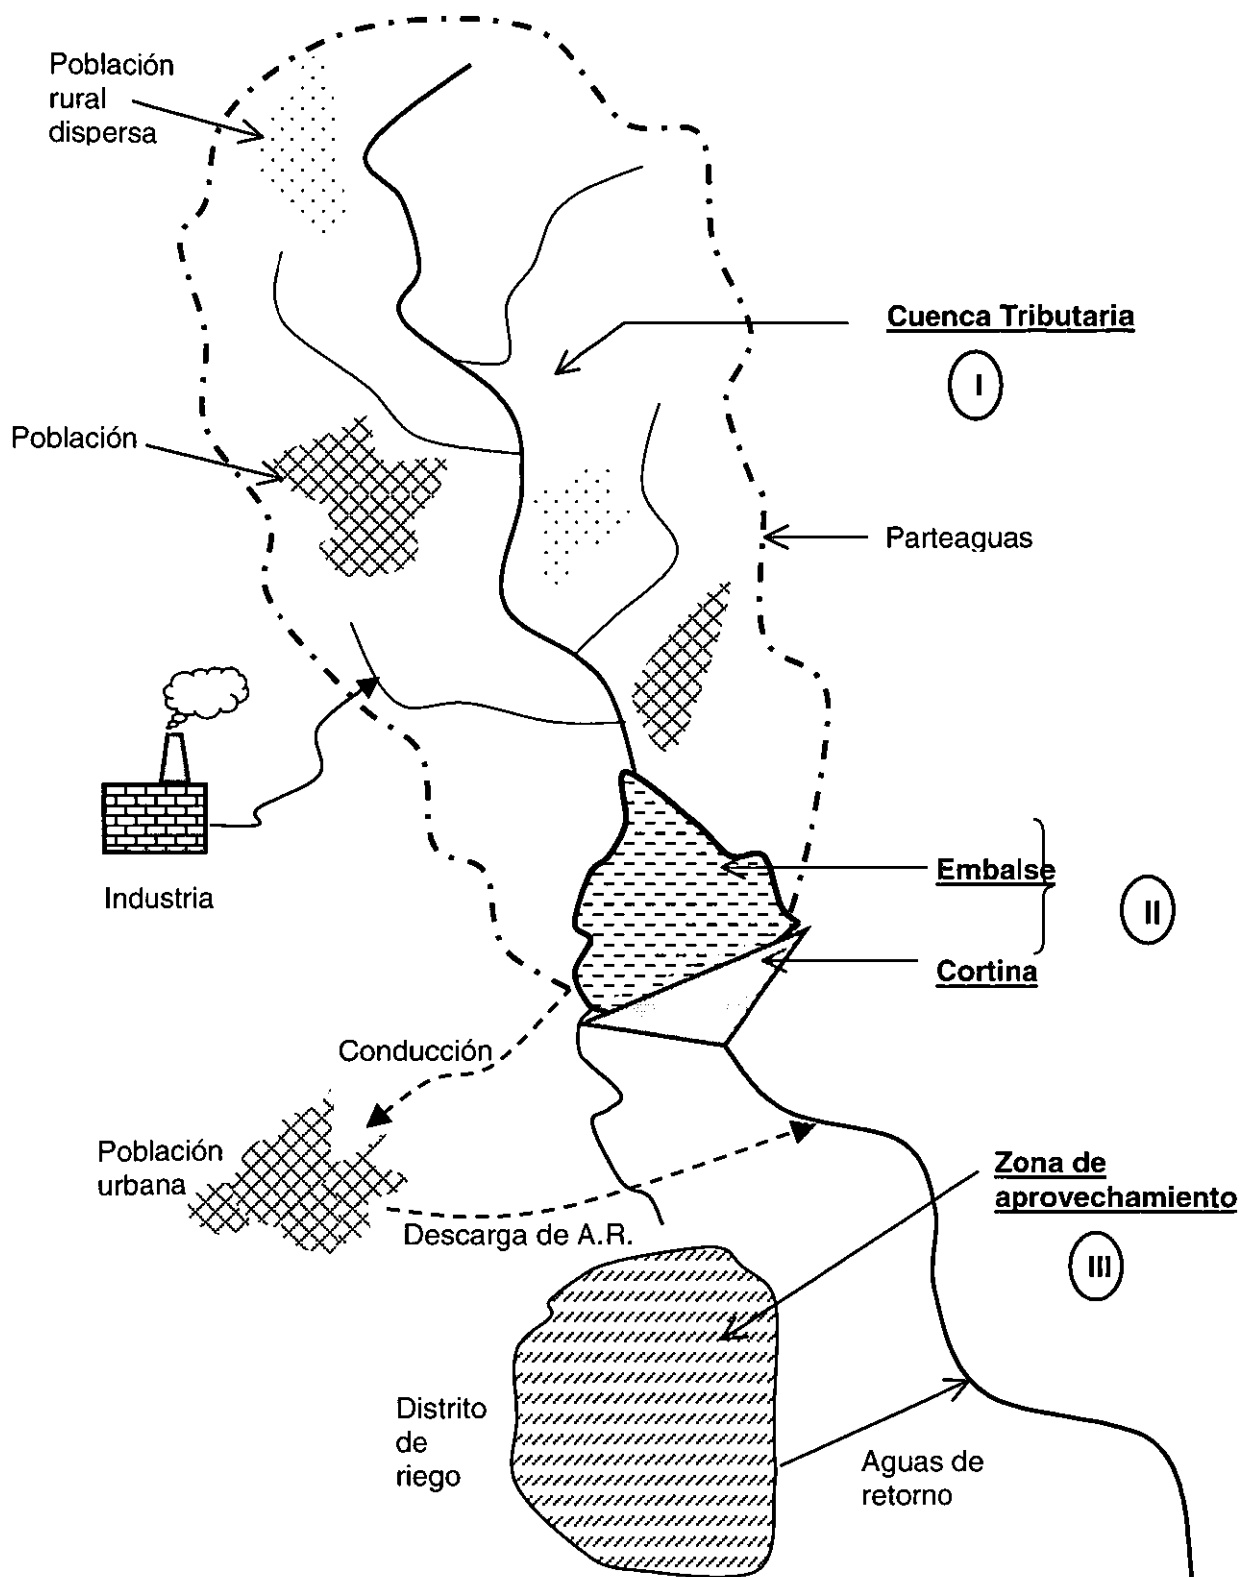 Población
rural
dispersa
Cuenca Tributaria
I
Población
Parteaguas
Industria
Embalse
II
Cortina
Conducción
Población
urbana
Descarga de A.R.
Zona de
aprovechamiento
III
Distrito
de
riego
Aguas de
retorno